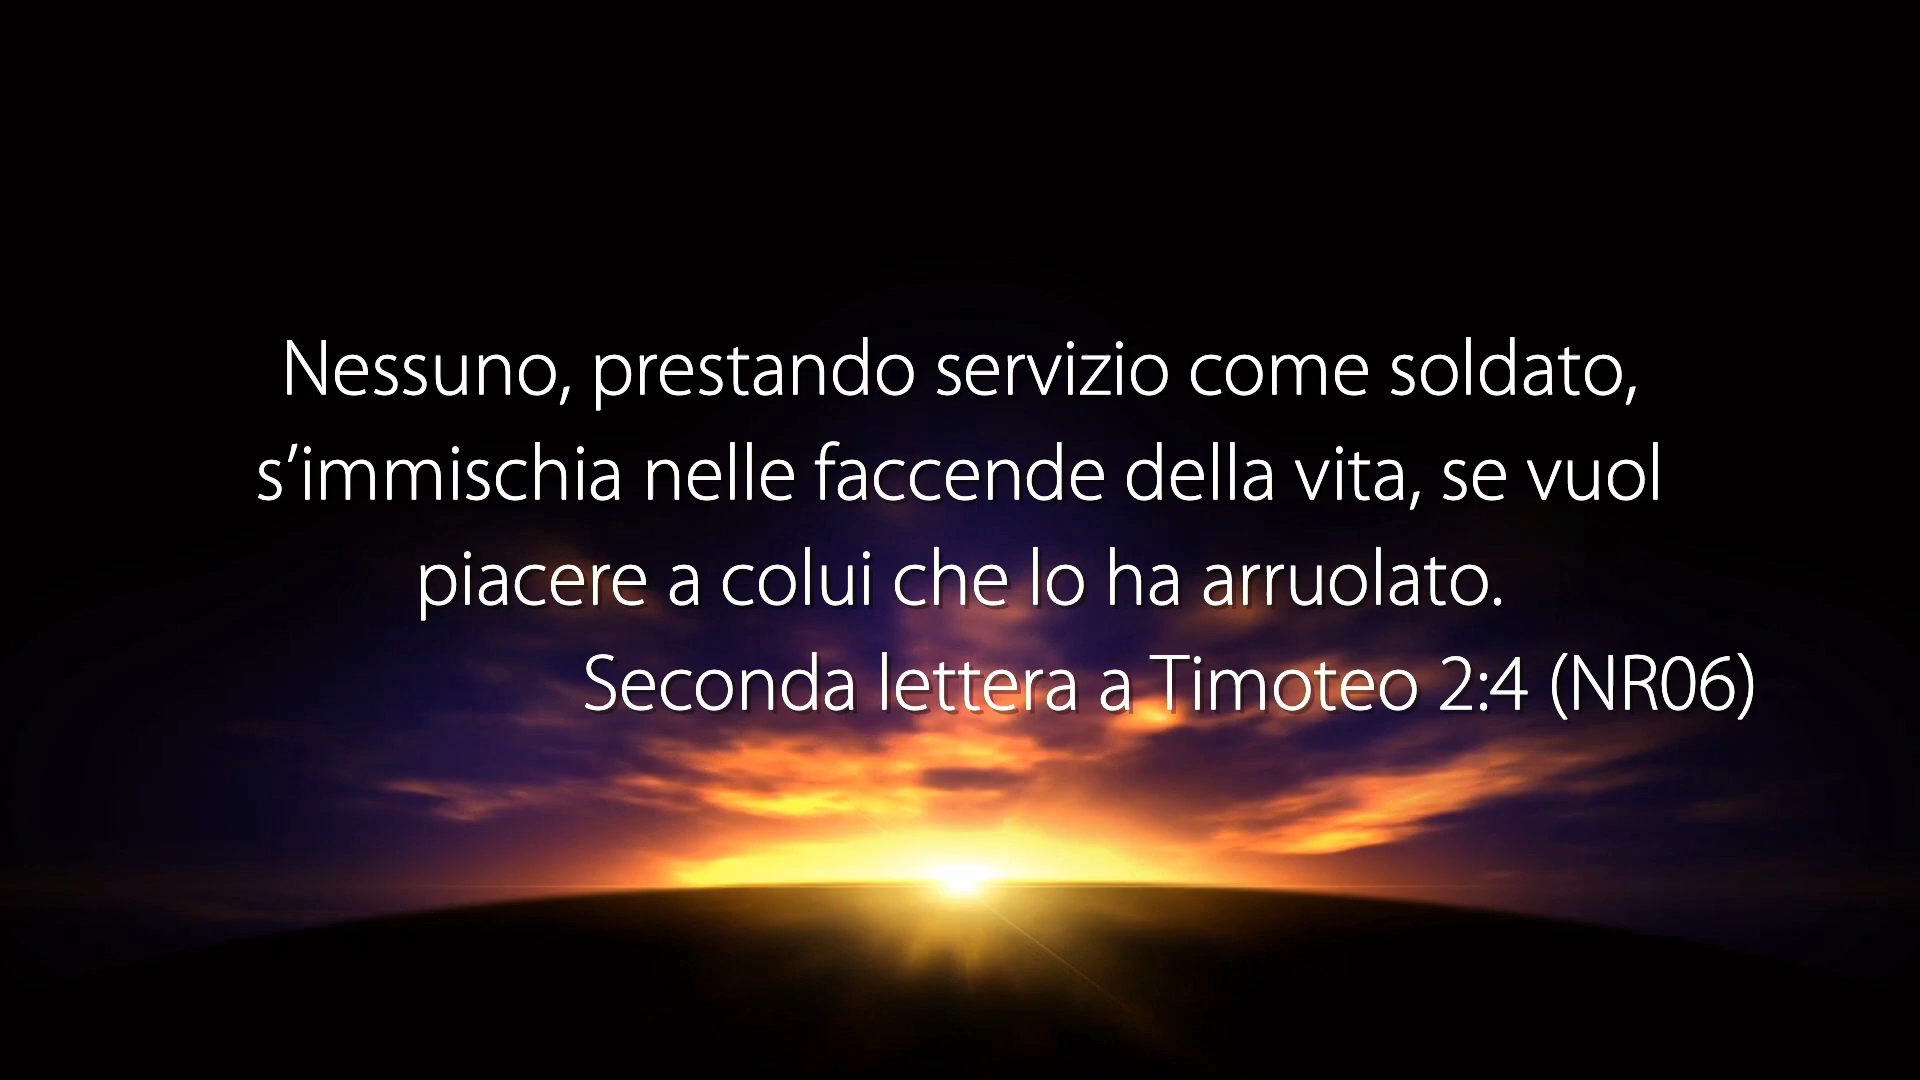 Nessuno, prestando servizio come soldato,
s’immischia nelle faccende della vita, se vuol
piacere a colui che lo ha arruolato.
Seconda lettera a Timoteo 2:4 (NR06)